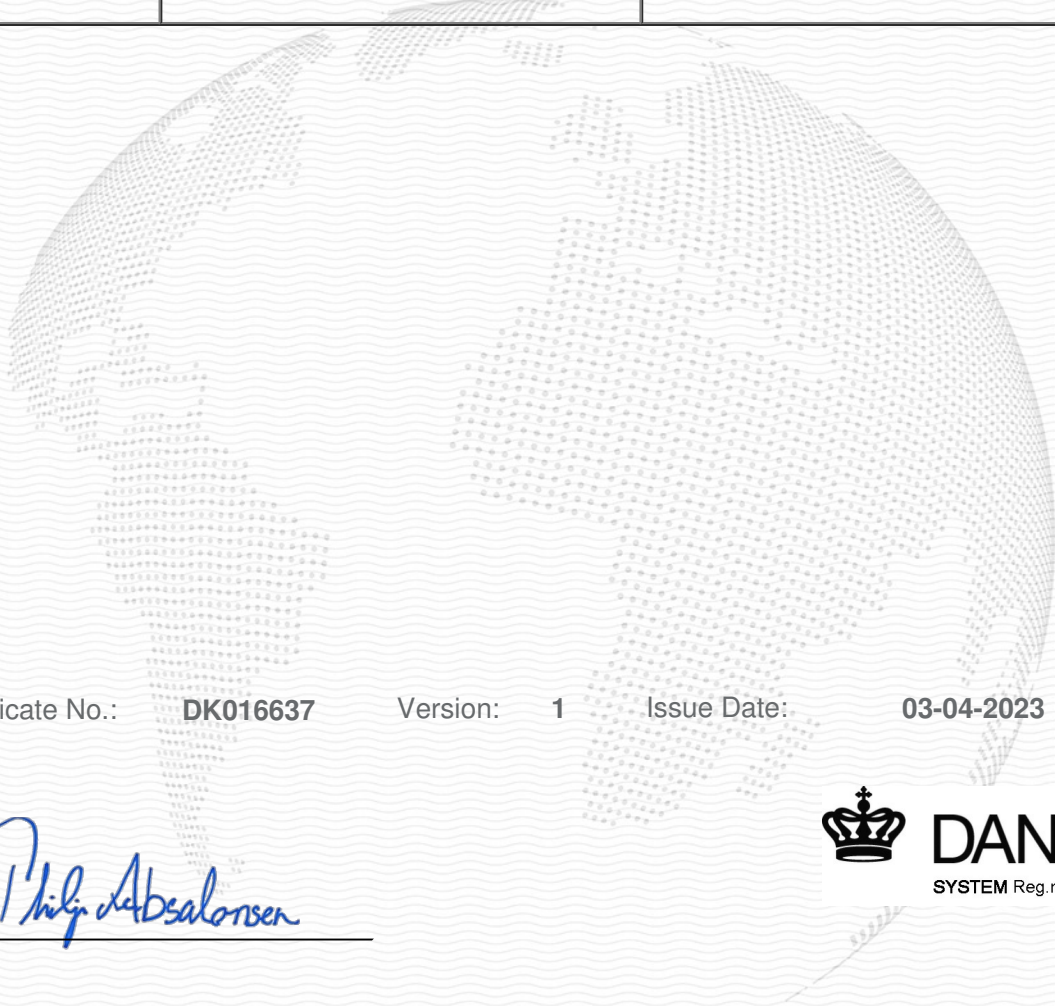 icate No.: DK016637 Version: 1 Issue Date: 03-04-2023
DAN
SYSTEM Reg.
Philip Absalonsen